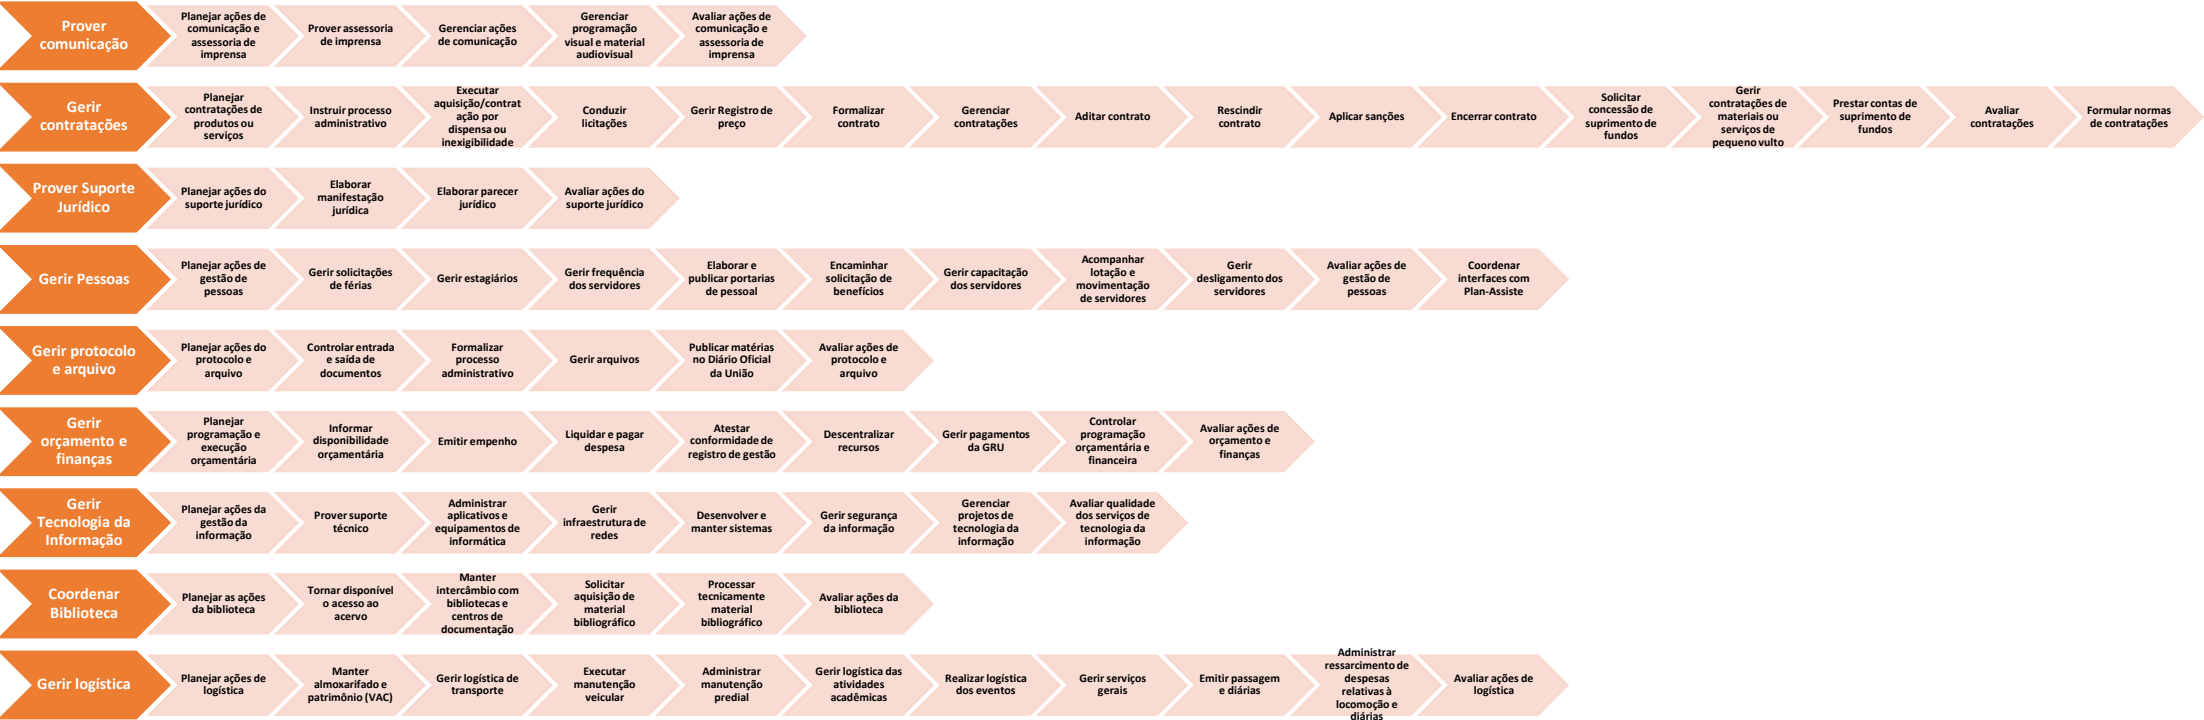 Prover
comunicação
Planejar ações de
comunicação e
assessoria de
imprensa
Prover assessoria
de imprensa
Gerenciar ações
de comunicação
Gerenciar
programação
visual e material
audiovisual
Avaliar ações de
comunicação e
assessoria de
imprensa
Gerir
contratações
Planejar
contratações de
produtos ou
serviços
Instruir processo
administrativo
Executar
aquisição/contrat
ação por
dispensa ou
inexigibilidade
Conduzir
licitações
Gerir Registro de
preço
Formalizar
contrato
Gerenciar
contratações
Aditar contrato
Rescindir
contrato
Aplicar sanções
Encerrar contrato
Solicitar
concessão de
suprimento de
fundos
Gerir
contratações de
materiais ou
serviços de
pequeno vulto
Prestar contas de
suprimento de
fundos
Avaliar
contratações
Formular normas
de contratações
Prover Suporte
Jurídico
Planejar ações do
suporte jurídico
Elaborar
manifestação
jurídica
Elaborar parecer
jurídico
Avaliar ações do
suporte jurídico
Gerir Pessoas
Planejar ações de
gestão de
pessoas
Gerir solicitações
de férias
Gerir estagiários
Gerir frequência
dos servidores
Elaborar e
publicar portarias
de pessoal
Encaminhar
solicitação de
benefícios
Gerir capacitação
dos servidores
Acompanhar
lotação e
movimentação
de servidores
Gerir
desligamento dos
servidores
Avaliar ações de
gestão de
pessoas
Coordenar
interfaces com
Plan-Assiste
Gerir protocolo
e arquivo
Planejar ações do
protocolo e
arquivo
Controlar entrada
e saída de
documentos
Formalizar
processo
administrativo
Gerir arquivos
Publicar matérias
no Diário Oficial
da União
Avaliar ações de
protocolo e
arquivo
Gerir
orçamento e
finanças
Planejar
programação e
execução
orçamentária
Informar
disponibilidade
orçamentária
Emitir empenho
Liquidar e pagar
despesa
Atestar
conformidade de
registro de gestão
Descentralizar
recursos
Gerir pagamentos
da GRU
Controlar
programação
orçamentária e
financeira
Avaliar ações de
orçamento e
finanças
Gerir
Tecnologia da
Informação
Planejar ações da
gestão da
informação
Prover suporte
técnico
Administrar
aplicativos e
equipamentos de
informática
Gerir
infraestrutura de
redes
Desenvolver e
manter sistemas
Gerir segurança
da informação
Gerenciar
projetos de
tecnologia da
informação
Avaliar qualidade
dos serviços de
tecnologia da
informação
Coordenar
Biblioteca
Planejar as ações
da biblioteca
Tornar disponível
o acesso ao
acervo
Manter
intercâmbio com
bibliotecas e
centros de
documentação
Solicitar
aquisição de
material
bibliográfico
Processar
tecnicamente
material
bibliográfico
Avaliar ações da
biblioteca
Gerir logística
Planejar ações de
logística
Manter
almoxarifado e
patrimônio (VAC)
Gerir logística de
transporte
Executar
manutenção
veicular
Administrar
manutenção
predial
Gerir logística das
atividades
acadêmicas
Realizar logística
dos eventos
Gerir serviços
gerais
Emitir passagem
e diárias
Administrar
ressarcimento de
despesas
relativas à
locomoção e
diárias
Avaliar ações de
logística